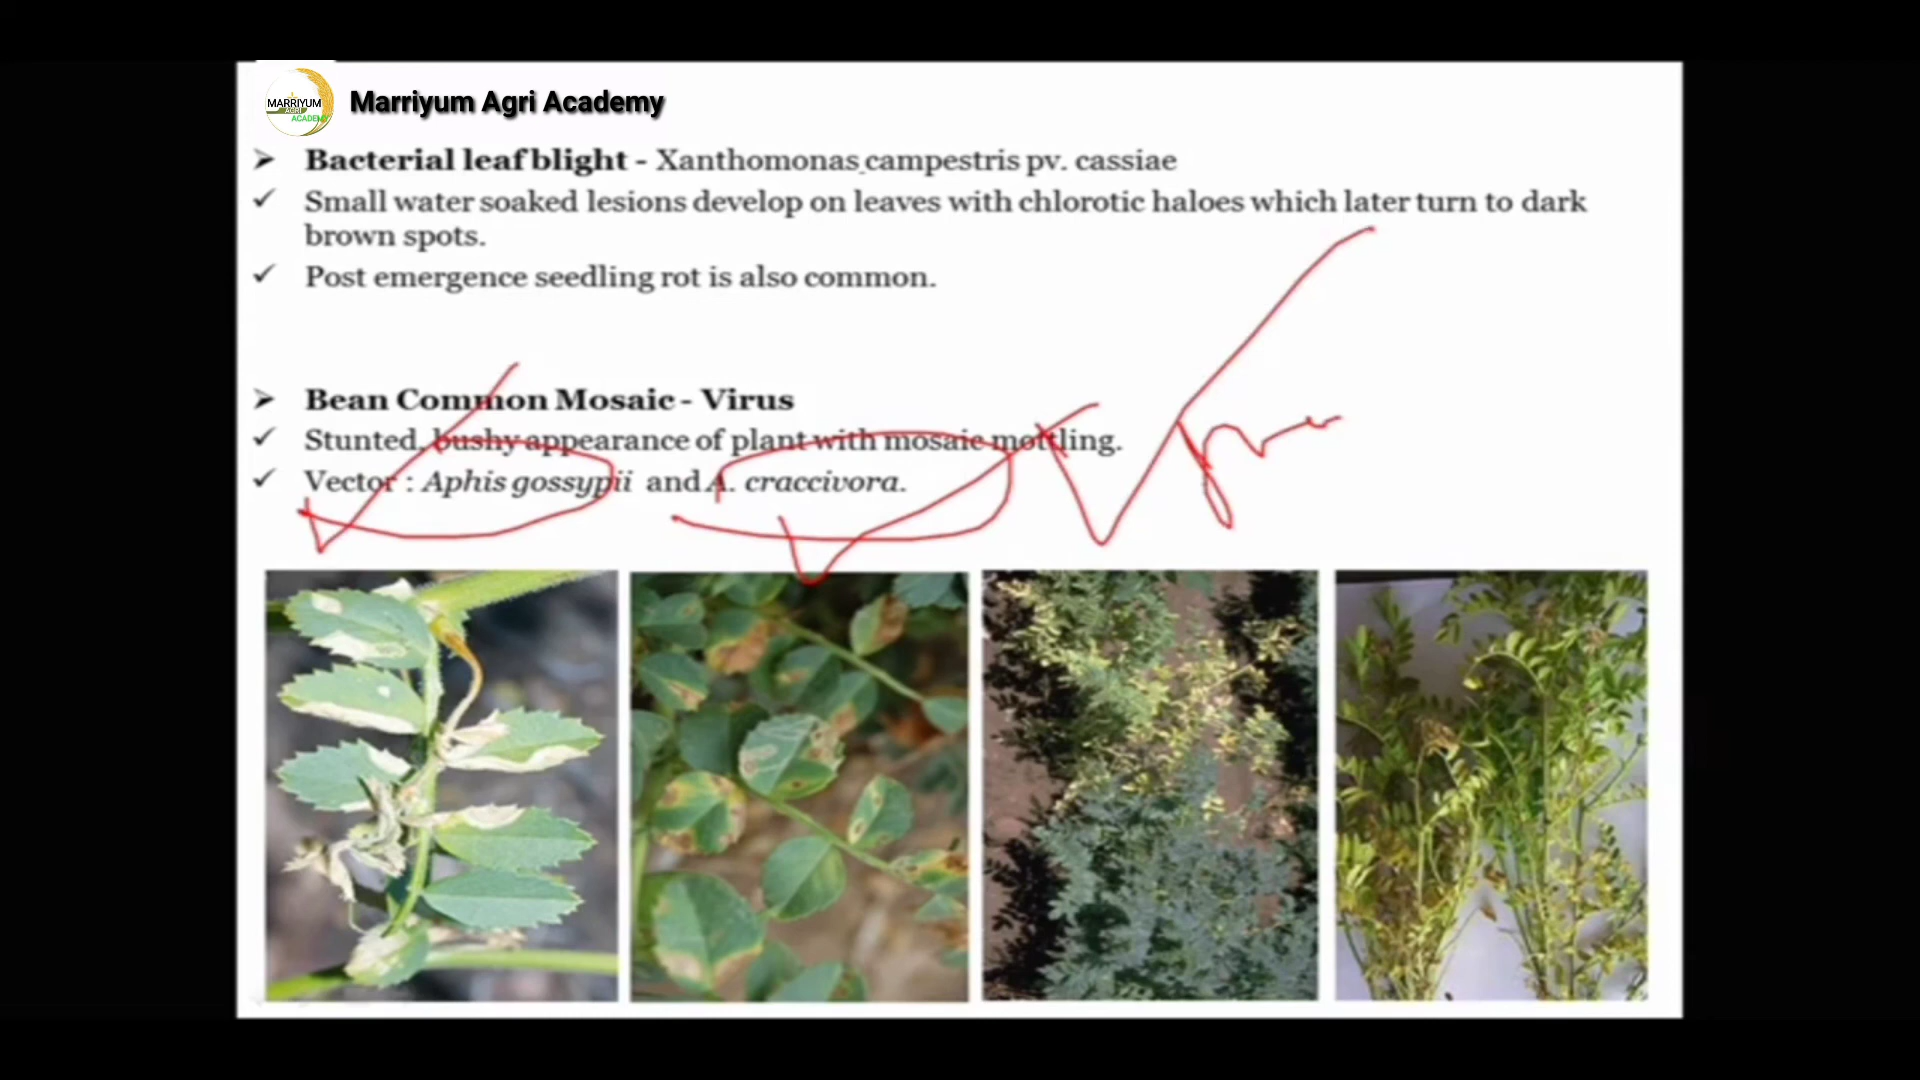 MARRIYUM
AGRI
ACADEMY
Marriyum Agri Academy
➤ Bacterial leaf blight - Xanthomonas campestris pv. cassiae
✓ Small water soaked lesions develop on leaves with chlorotic haloes which later turn to dark
brown spots.
✓ Post emergence seedling rot is also common.
➤ Bean Common Mosaic - Virus
✓ Stunted, bushy appearance of plant with mosaic mottling.
✓ Vector : Aphis gossypii and A. craccivora.